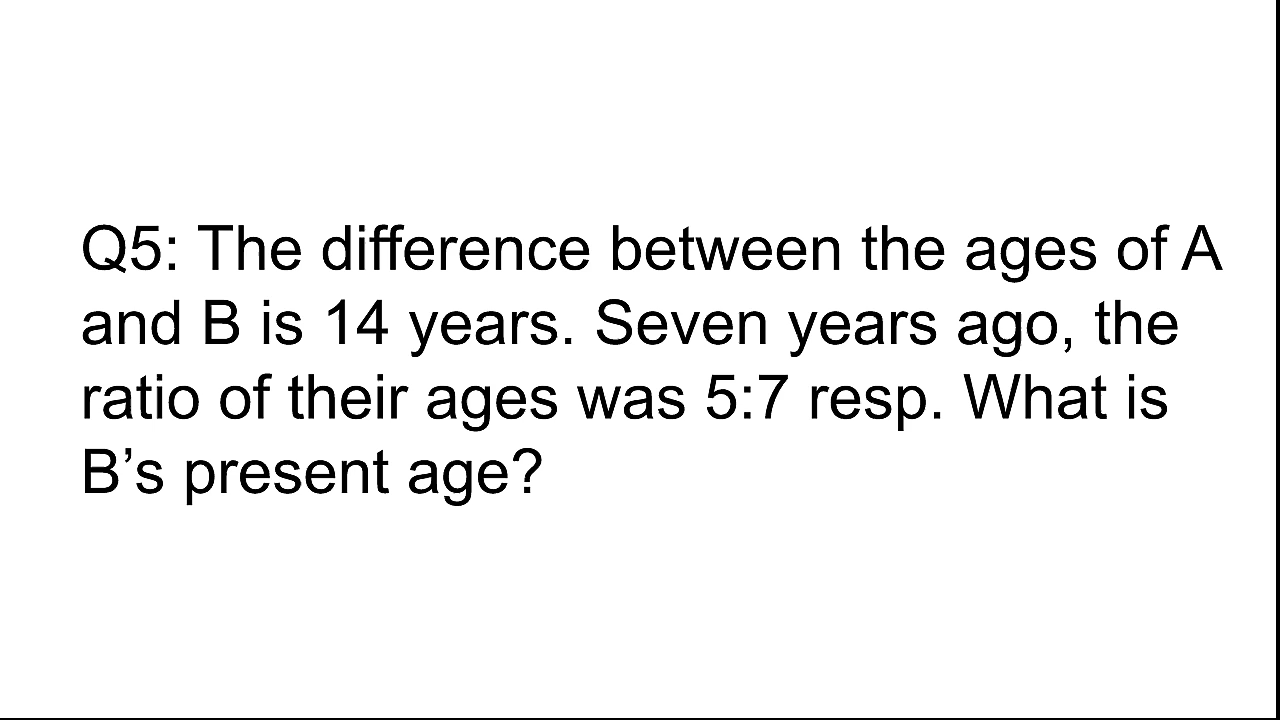 Q5: The difference between the ages of A
and B is 14 years. Seven years ago, the
ratio of their ages was 5:7 resp. What is
B’s present age?